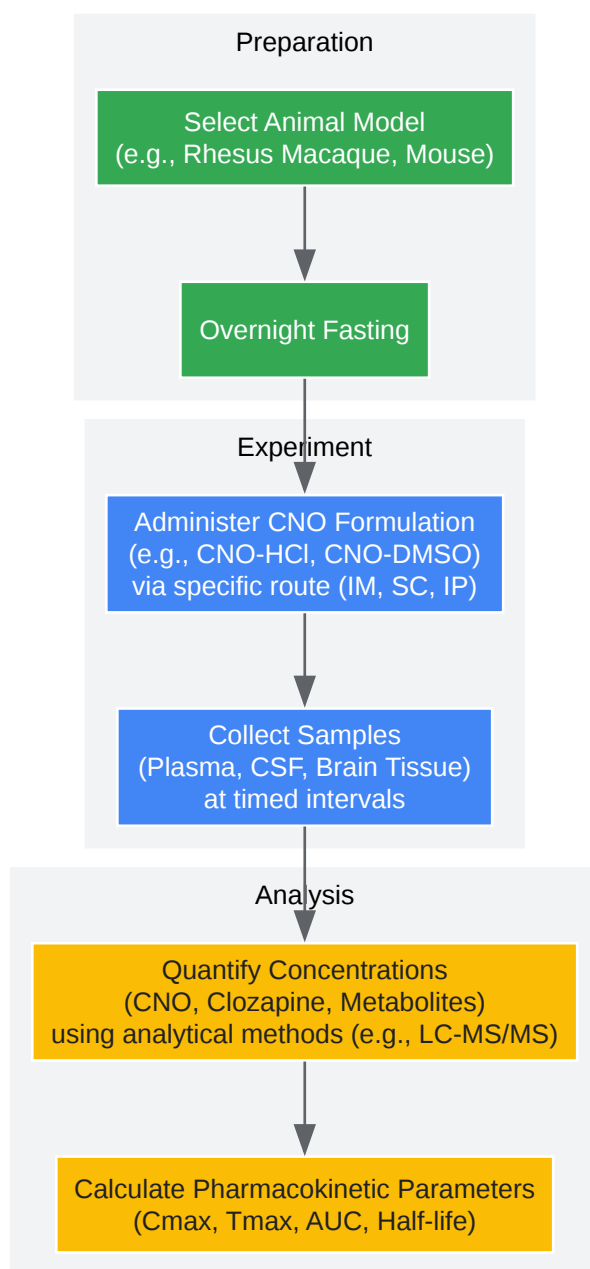 Preparation
Select Animal Model
(e.g., Rhesus Macaque, Mouse)
Overnight Fasting
Experiment
Administer CNO Formulation
(e.g., CNO-HCl, CNO-DMSO)
via specific route (IM, SC, IP)
Collect Samples
(Plasma, CSF, Brain Tissue)
at timed intervals
Analysis
Quantify Concentrations
(CNO, Clozapine, Metabolites)
using analytical methods (e.g., LC-MS/MS)
Calculate Pharmacokinetic Parameters
(Cmax, Tmax, AUC, Half-life)